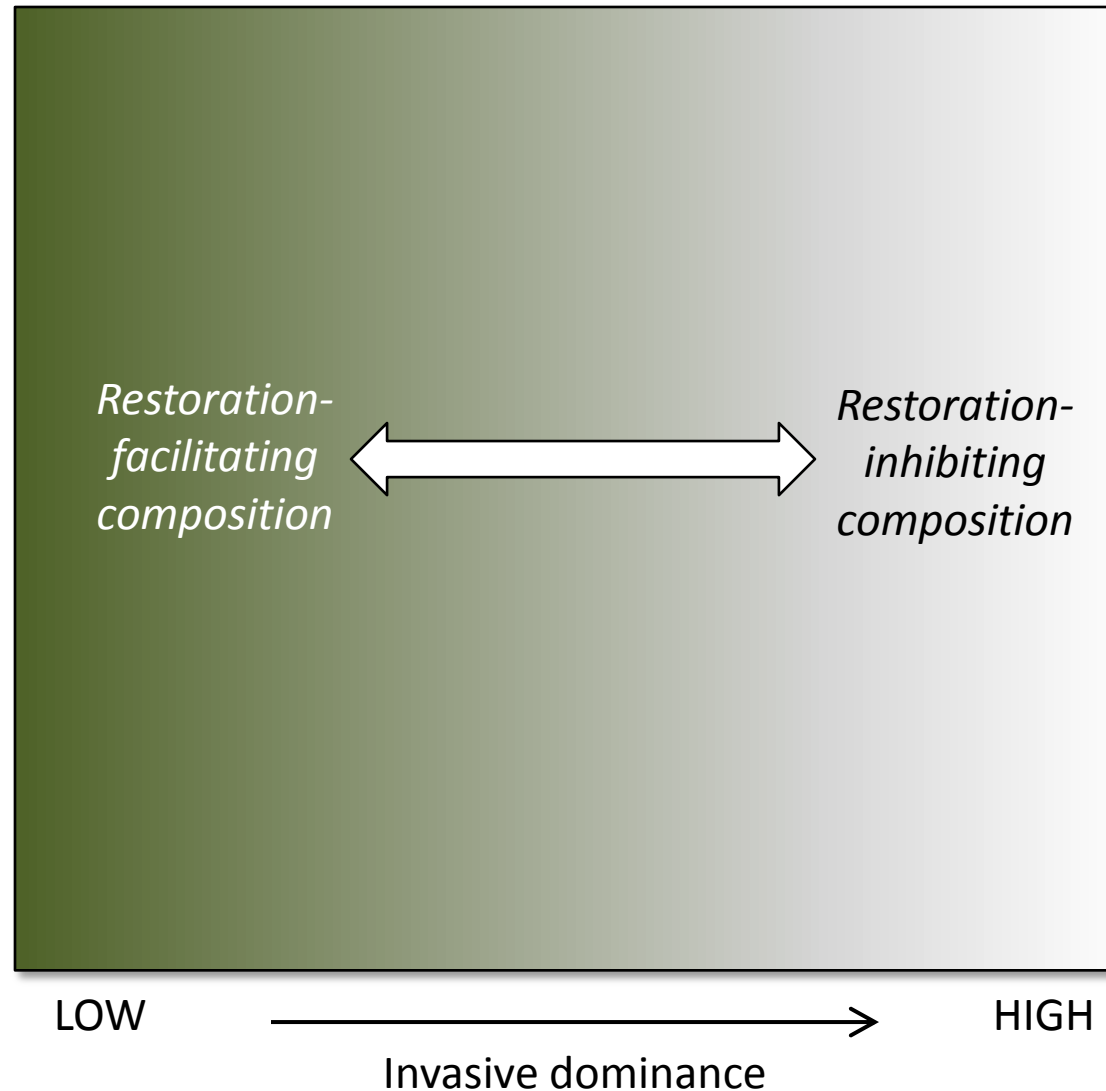 Restoration-
facilitating
composition
Restoration-
inhibiting
composition
LOW
HIGH
Invasive dominance